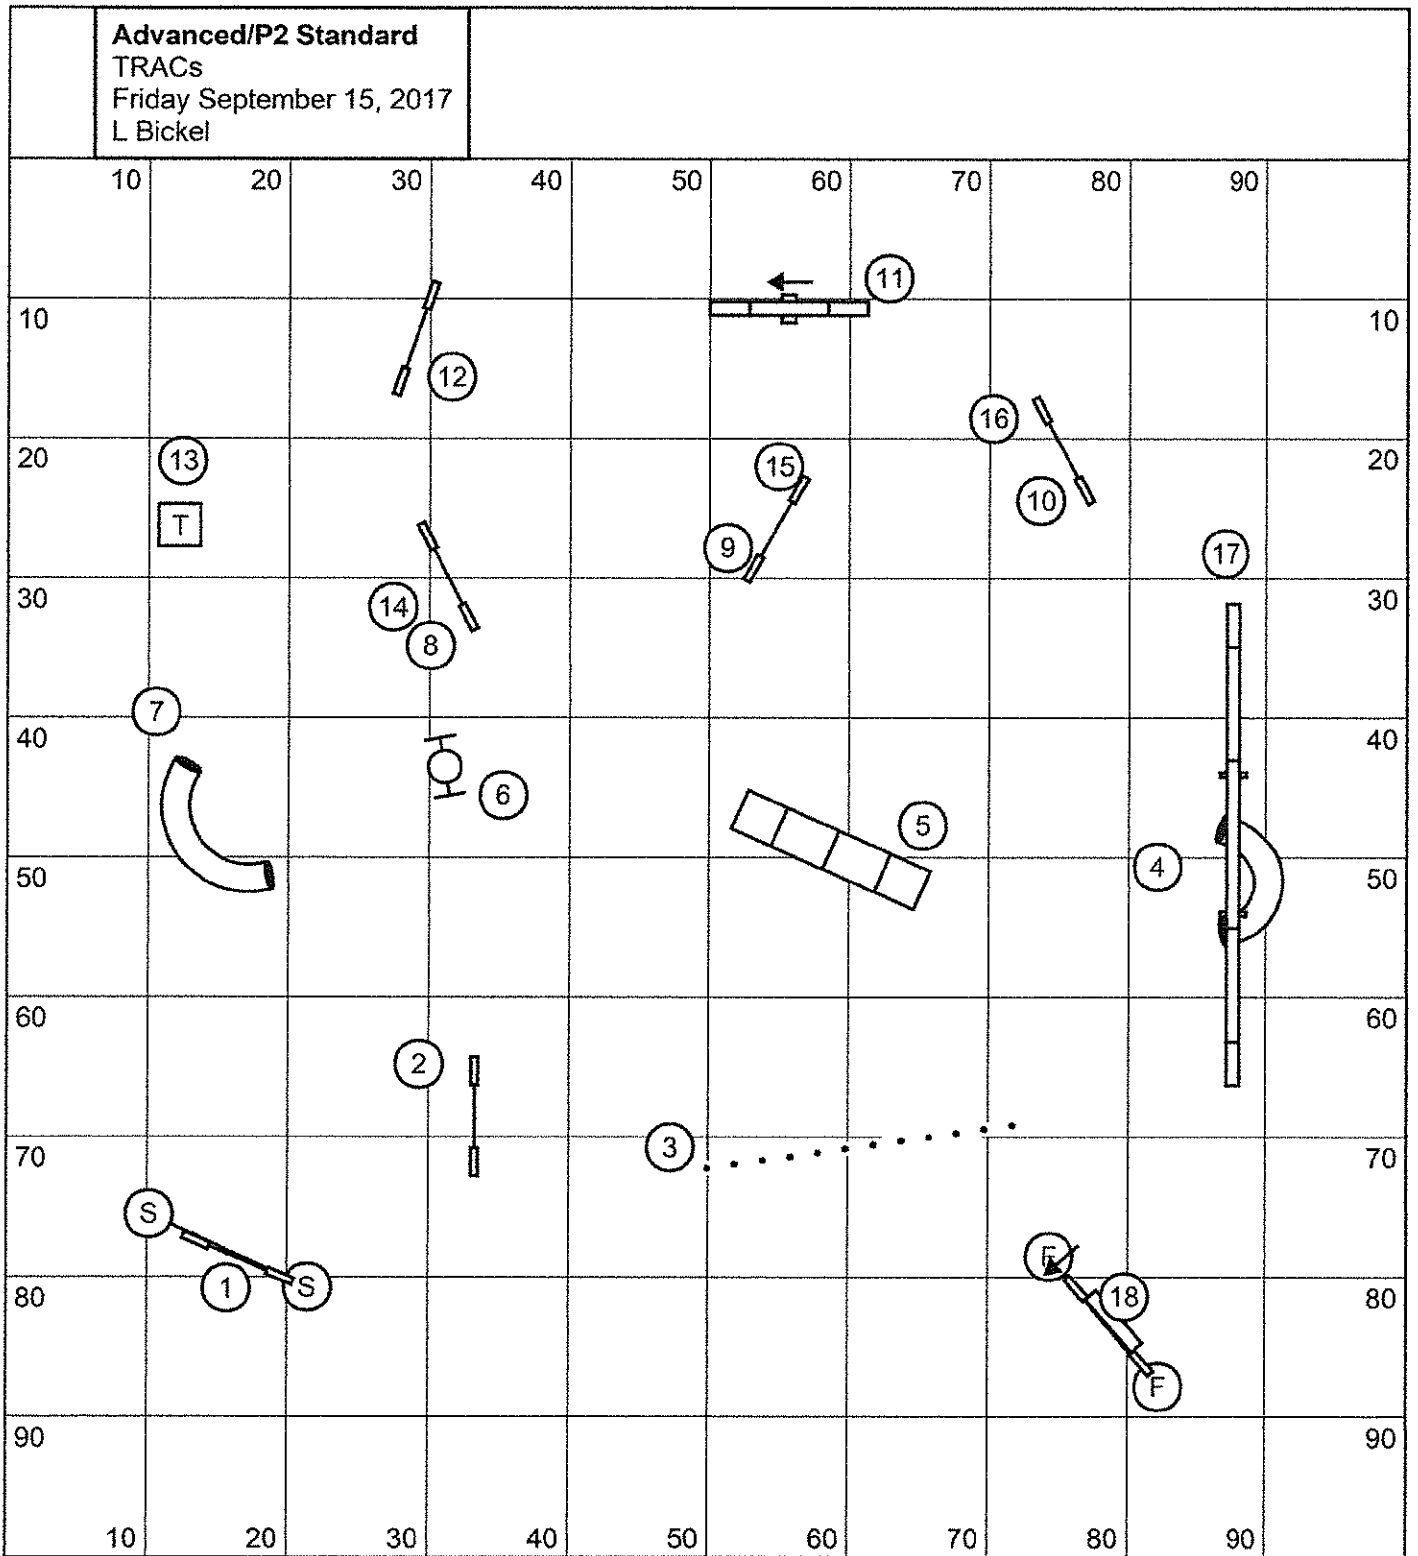 Advanced/P2 Standard
TRACs
Friday September 15, 2017
L Bickel
10 20 30 40 50 60 70 80 90
11
10 10
12
16
20 13 15 20
10
9 17
30 14 30
8
7
40 40
6 5
50 4 50
60 60
2
70 3 70
S
F
1 S 18
80 80
F
90 90
10 20 30 40 50 60 70 80 90
T